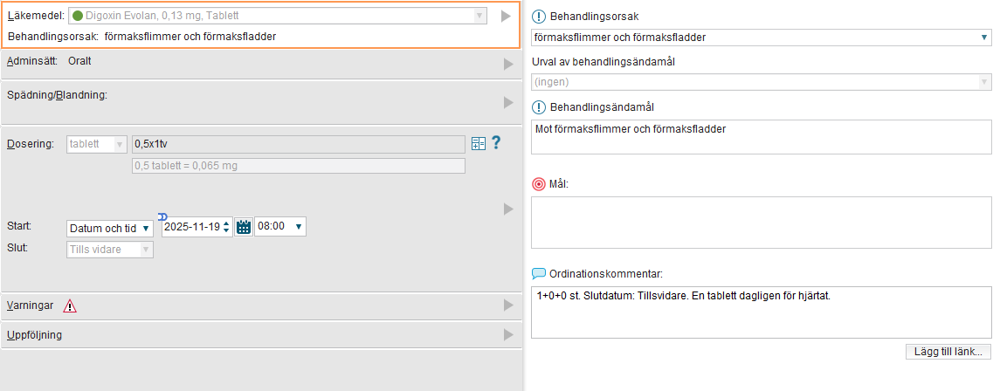 Läkemedel: Digoxin Evolan, 0,13 mg, Tablett
Behandlingsorsak: förmaksflimmer och förmaksfladder
Adminsätt: Oralt
Spädning/Blandning:
Dosering: tablett 0,5x1tv ?
0,5 tablett = 0,065 mg
Start: Datum och tid 2025-11-19 08:00
Slut: Tills vidare
Varningar
Uppföljning
Behandlingsorsak
förmaksflimmer och förmaksfladder
Urval av behandlingsändamål
(ingen)
Behandlingsändamål
Mot förmaksflimmer och förmaksfladder
Mål:
Ordinationskommentar:
1+0+0 st. Slutdatum: Tillsvidare. En tablett dagligen för hjärtat.
Lägg till länk...